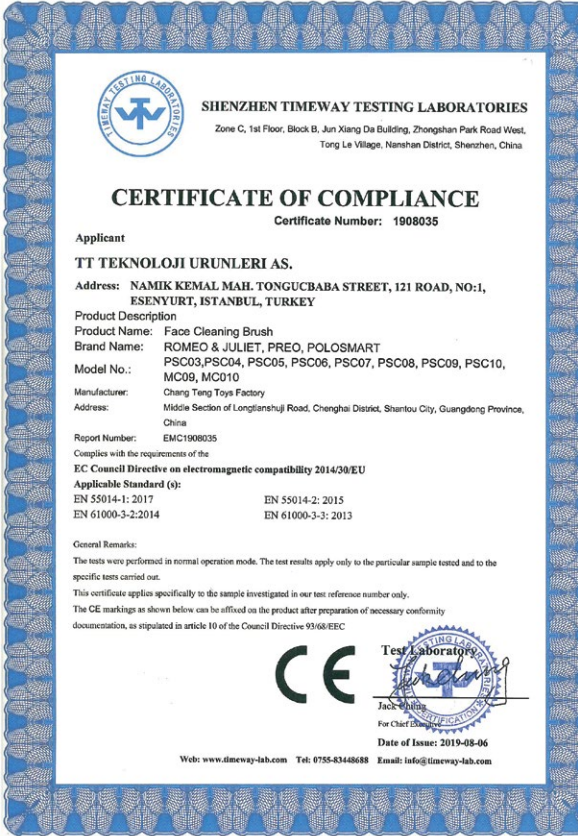 TIMEWAY TESTING LABORATORIES
SHENZHEN TIMEWAY TESTING LABORATORIES
Zone C, 1st Floor, Block B, Jun Xiang Da Building, Zhongshan Park Road West,
Tong Le Village, Nanshan District, Shenzhen, China
CERTIFICATE OF COMPLIANCE
Certificate Number: 1908035
Applicant
TT TEKNOLOJI URUNLERI AS.
Address: NAMIK KEMAL MAH. TONGUCBABA STREET, 121 ROAD, NO:1,
ESENYURT, ISTANBUL, TURKEY
Product Description
Product Name: Face Cleaning Brush
Brand Name: ROMEO & JULIET, PREO, POLOSMART
Model No.: PSC03,PSC04, PSC05, PSC06, PSC07, PSC08, PSC09, PSC10,
MC09, MC010
Manufacturer: Chang Teng Toys Factory
Address: Middle Section of Longtianshuji Road, Chenghai District, Shantou City, Guangdong Province,
China
Report Number: EMC1908035
Complies with the requirements of the
EC Council Directive on electromagnetic compatibility 2014/30/EU
Applicable Standard (s):
EN 55014-1: 2017 EN 55014-2: 2015
EN 61000-3-2:2014 EN 61000-3-3: 2013
General Remarks:
The tests were performed in normal operation mode. The test results apply only to the particular sample tested and to the
specific tests carried out.
This certificate applies specifically to the sample investigated in our test reference number only.
The CE markings as shown below can be affixed on the product after preparation of necessary conformity
documentation, as stipulated in article 10 of the Council Directive 93/68/EEC
CE
Test Laboratory
Jack
For Chief Executive
Date of Issue: 2019-08-06
Web: www.timeway-lab.com Tel: 0755-83448688 Email: info@timeway-lab.com